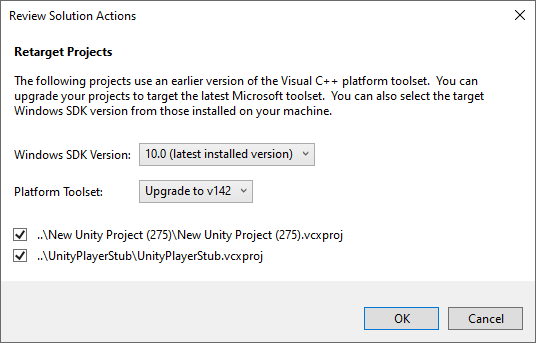 Review Solution Actions
Retarget Projects
The following projects use an earlier version of the Visual C++ platform toolset.  You can
upgrade your projects to target the latest Microsoft toolset.  You can also select the target
Windows SDK version from those installed on your machine.
Windows SDK Version: 10.0 (latest installed version)
Platform Toolset: Upgrade to v142
..\New Unity Project (275)\New Unity Project (275).vcxproj
..\UnityPlayerStub\UnityPlayerStub.vcxproj
OK Cancel